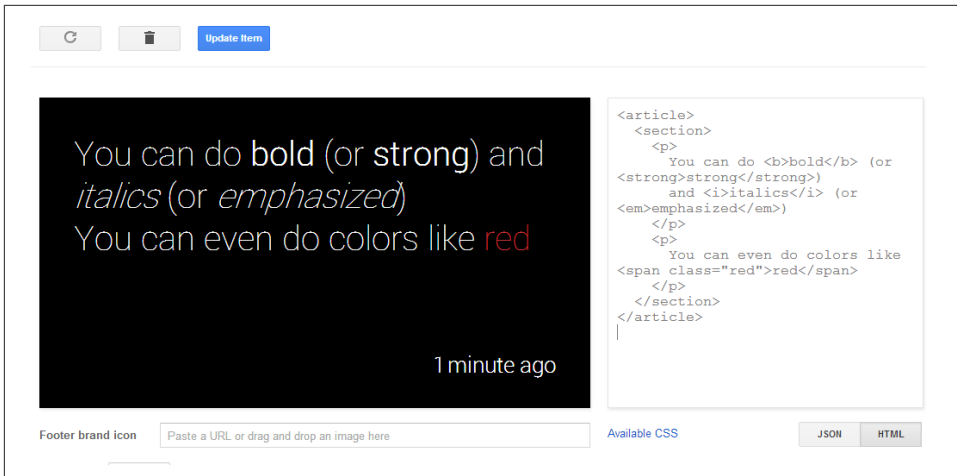 Update Item
You can do bold (or strong) and
italics (or emphasized)
You can even do colors like red
1 minute ago
<article>
  <section>
    <p>
      You can do <b>bold</b> (or
<strong>strong</strong>)
      and <i>italics</i> (or
<em>emphasized</em>)
    </p>
    <p>
      You can even do colors like
<span class="red">red</span>
    </p>
  </section>
</article>
Footer brand icon
Paste a URL or drag and drop an image here
Available CSS
JSON
HTML